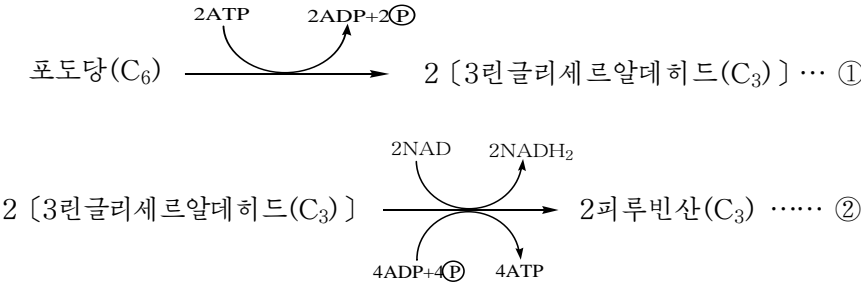 2ATP 2ADP+2Ⓟ
포도당(C₆) 2〔3린글리세르알데히드(C₃)〕… ①
2NAD 2NADH₂
2〔3린글리세르알데히드(C₃)〕 2피루빈산(C₃) …… ②
4ADP+4Ⓟ 4ATP